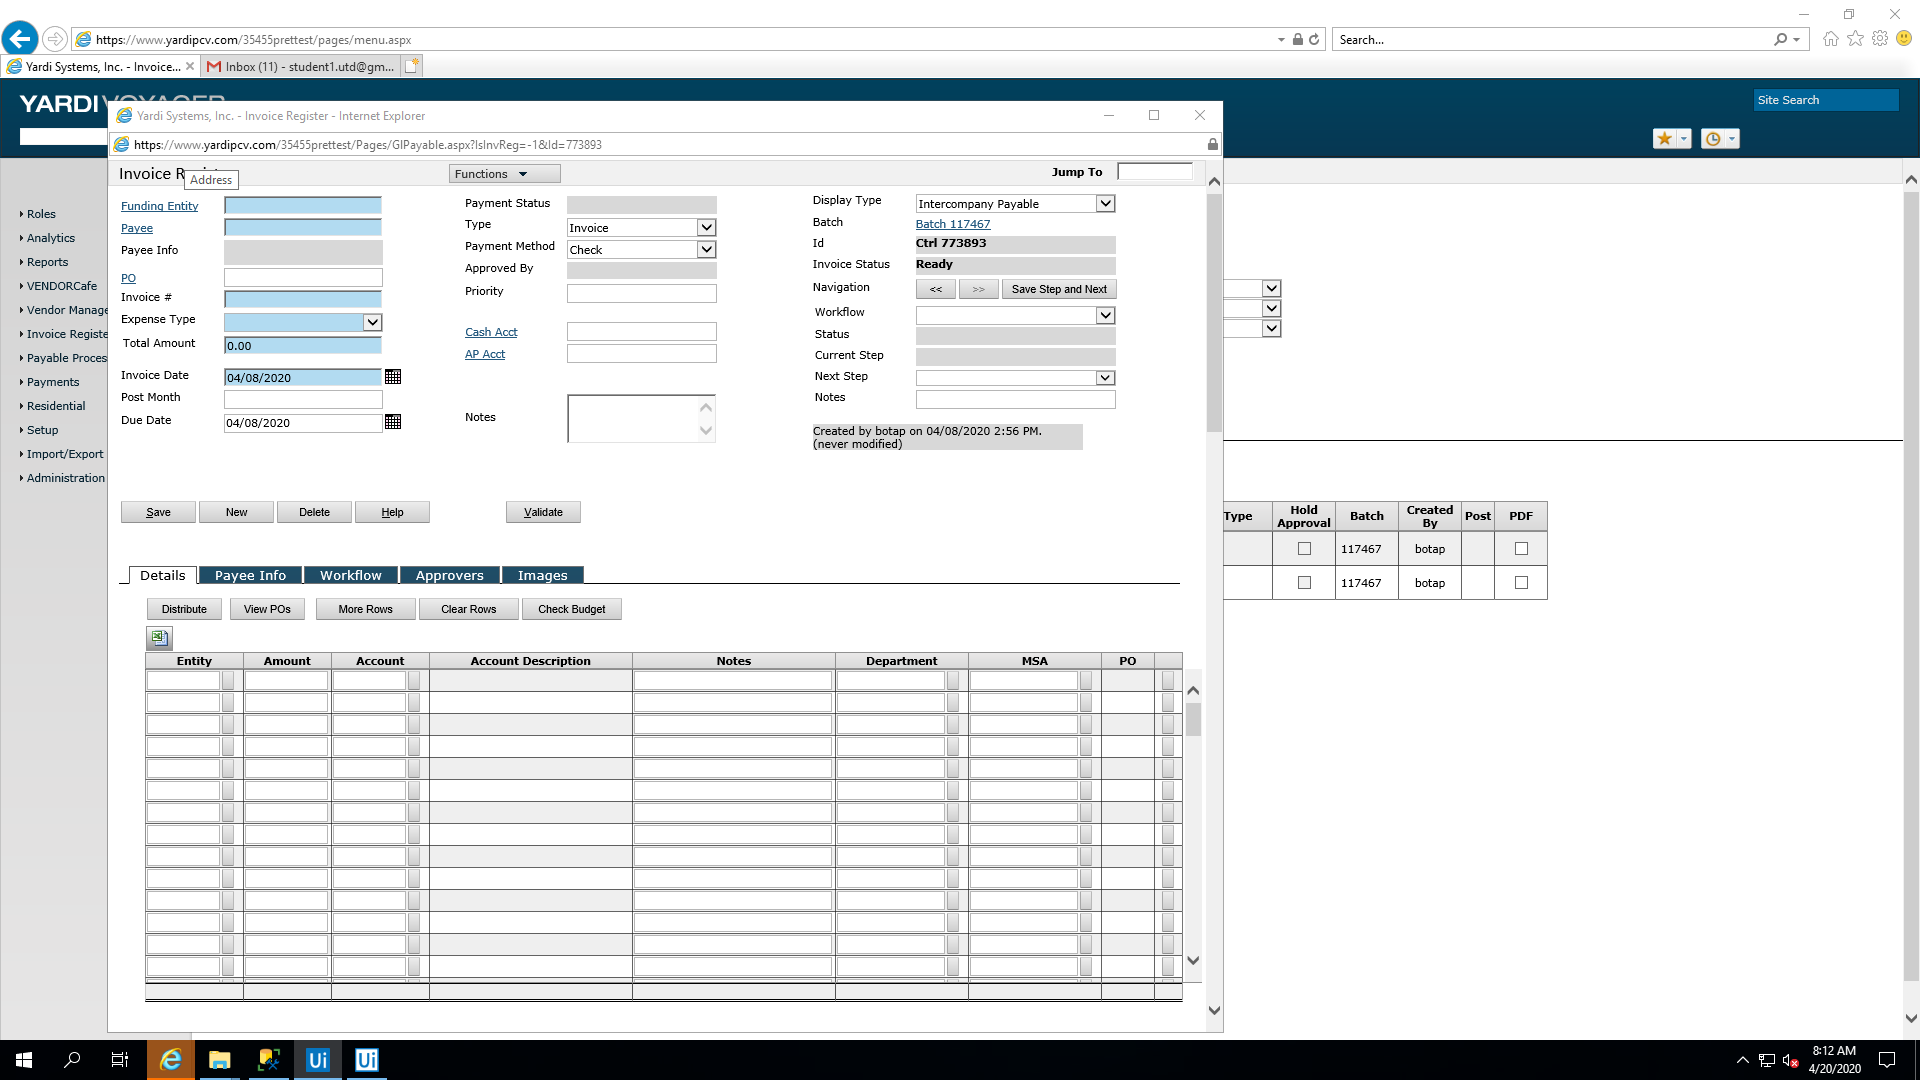 https://www.yardipcv.com/35455prettest/pages/menu.aspx
Search...
Yardi Systems, Inc. - Invoice...
Inbox (11) - student1.utd@gm...
YARDI VOYAGER
Site Search
Yardi Systems, Inc. - Invoice Register - Internet Explorer
https://www.yardipcv.com/35455prettest/Pages/GlPayable.aspx?IsInvReg=-1&Id=773893
Invoice R
Address
Functions
Jump To
Roles
Analytics
Reports
VENDORCafe
Vendor Manage
Invoice Registe
Payable Proces
Payments
Residential
Setup
Import/Export
Administration
Funding Entity
Payee
Payee Info
PO
Invoice #
Expense Type
Total Amount 0.00
Invoice Date 04/08/2020
Post Month
Due Date 04/08/2020
Payment Status
Type Invoice
Payment Method Check
Approved By
Priority
Cash Acct
AP Acct
Notes
Display Type Intercompany Payable
Batch Batch 117467
Id Ctrl 773893
Invoice Status Ready
Navigation << >> Save Step and Next
Workflow
Status
Current Step
Next Step
Notes
Created by botap on 04/08/2020 2:56 PM.
(never modified)
Save New Delete Help Validate
Details Payee Info Workflow Approvers Images
Distribute View POs More Rows Clear Rows Check Budget
Entity Amount Account Account Description Notes Department MSA PO
Type Hold Approval Batch Created By Post PDF
117467 botap
117467 botap
Ui
Ui
8:12 AM
4/20/2020